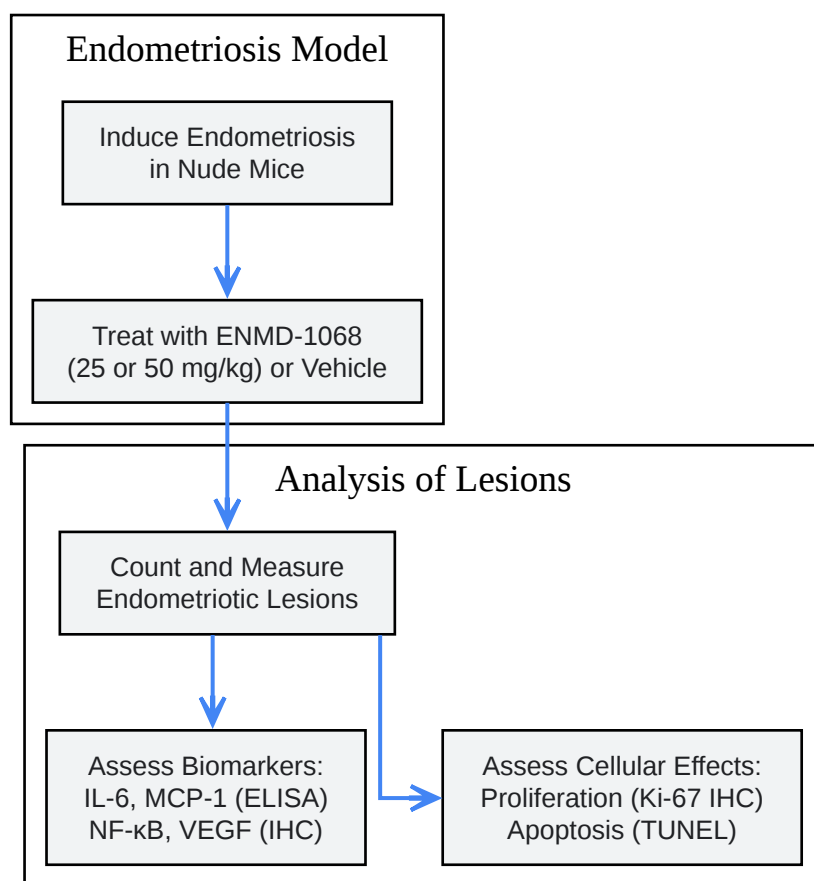 Endometriosis Model
Induce Endometriosis
in Nude Mice
Treat with ENMD-1068
(25 or 50 mg/kg) or Vehicle
Analysis of Lesions
Count and Measure
Endometriotic Lesions
Assess Biomarkers:
IL-6, MCP-1 (ELISA)
NF-κB, VEGF (IHC)
Assess Cellular Effects:
Proliferation (Ki-67 IHC)
Apoptosis (TUNEL)